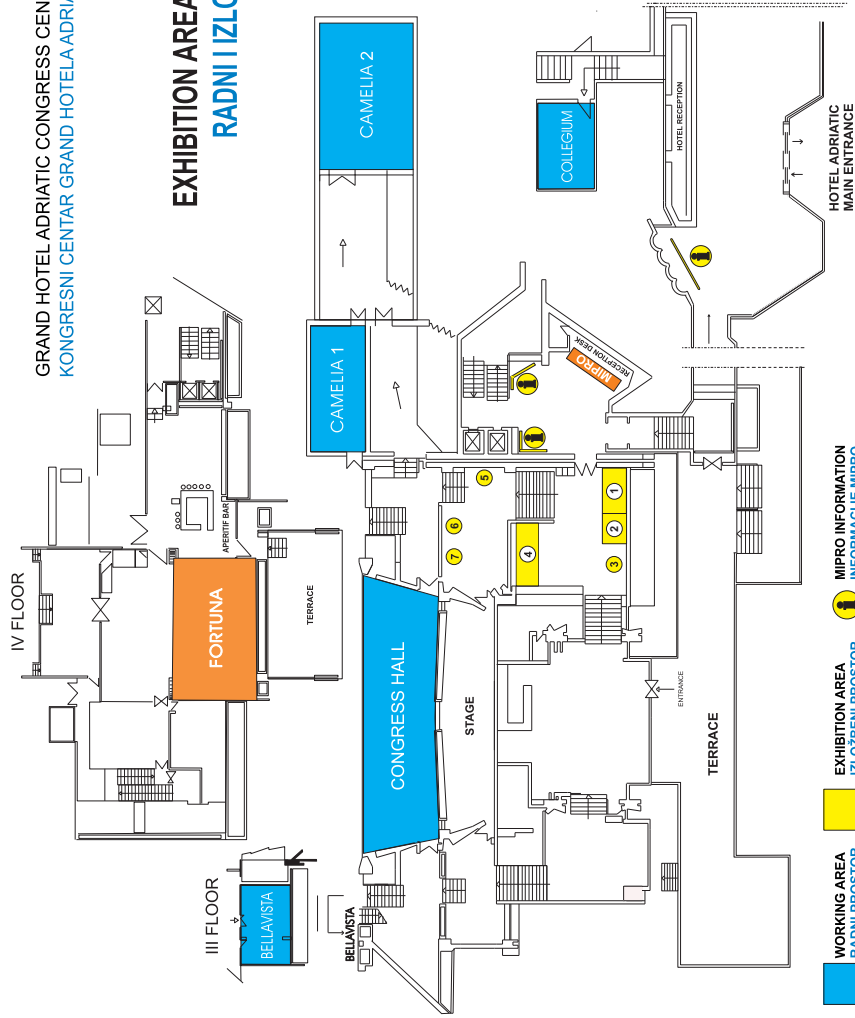 GRAND HOTEL ADRIATIC CONGRESS CEN
KONGRESNI CENTAR GRAND HOTELA ADRIA
EXHIBITION AREA
RADNI I IZLO
IV FLOOR
FORTUNA
APERITIF BAR
TERRACE
III FLOOR
BELLAVISTA
BELLAVISTA
CONGRESS HALL
STAGE
CAMELIA 1
CAMELIA 2
COLLEGIUM
HOTEL RECEPTION
HOTEL ADRIATIC
MAIN ENTRANCE
MIPRO
RECEPTION DESK
i
i
i
1
2
3
4
5
6
7
ENTRANCE
TERRACE
WORKING AREA
RADNI PROSTOR
EXHIBITION AREA
IZLOŽBENI PROSTOR
i
MIPRO INFORMATION
INFORMACIJE MIPRO